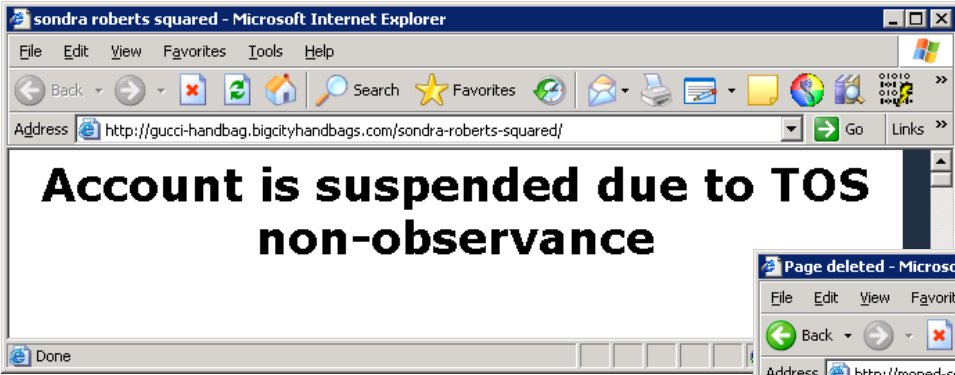 sondra roberts squared - Microsoft Internet Explorer
File Edit View Favorites Tools Help
Back Search Favorites
Address http://gucci-handbag.bigcityhandbags.com/sondra-roberts-squared/ Go Links »
Account is suspended due to TOS
non-observance
Page deleted - Microso
File Edit View Favorit
Back
Done
Address http://moped-s